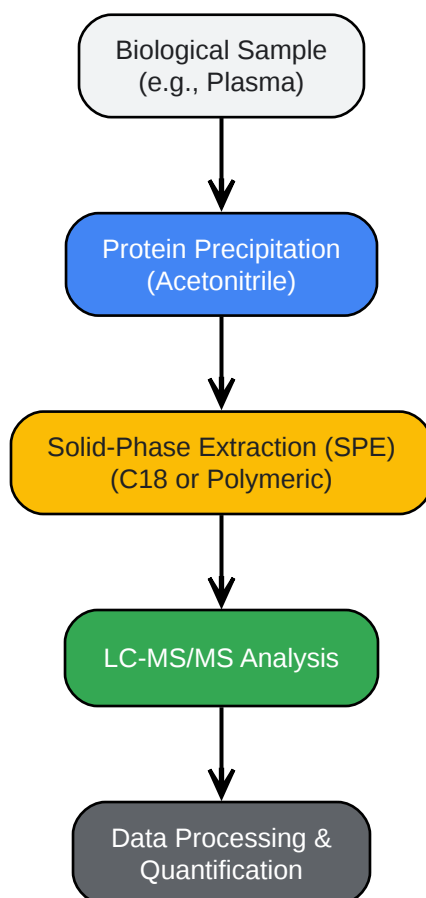 Biological Sample
(e.g., Plasma)
Protein Precipitation
(Acetonitrile)
Solid-Phase Extraction (SPE)
(C18 or Polymeric)
LC-MS/MS Analysis
Data Processing &
Quantification